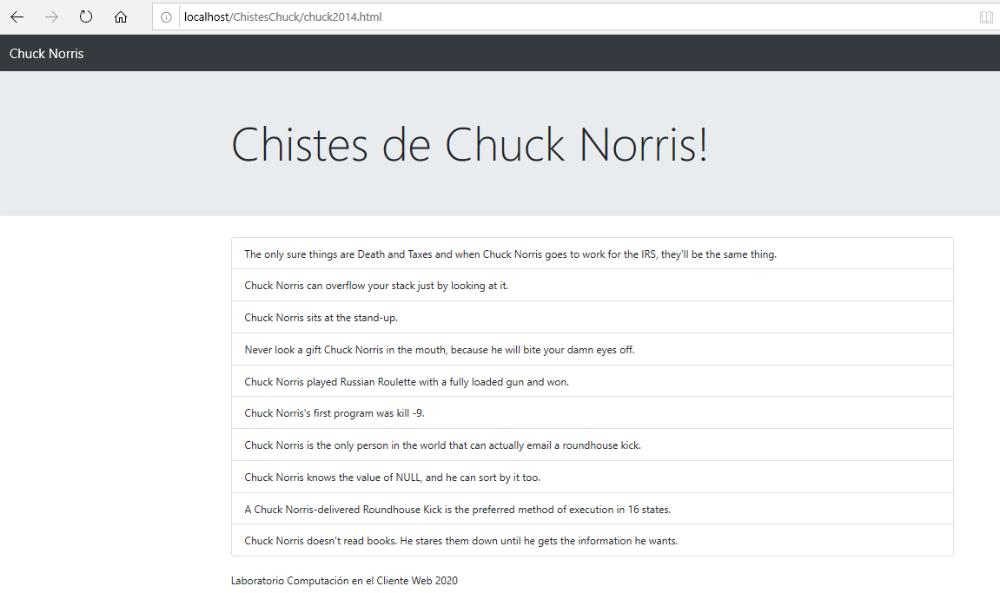 localhost/ChistesChuck/chuck2014.html
Chuck Norris
Chistes de Chuck Norris!
The only sure things are Death and Taxes and when Chuck Norris goes to work for the IRS, they'll be the same thing.
Chuck Norris can overflow your stack just by looking at it.
Chuck Norris sits at the stand-up.
Never look a gift Chuck Norris in the mouth, because he will bite your damn eyes off.
Chuck Norris played Russian Roulette with a fully loaded gun and won.
Chuck Norris's first program was kill -9.
Chuck Norris is the only person in the world that can actually email a roundhouse kick.
Chuck Norris knows the value of NULL, and he can sort by it too.
A Chuck Norris-delivered Roundhouse Kick is the preferred method of execution in 16 states.
Chuck Norris doesn't read books. He stares them down until he gets the information he wants.
Laboratorio Computación en el Cliente Web 2020